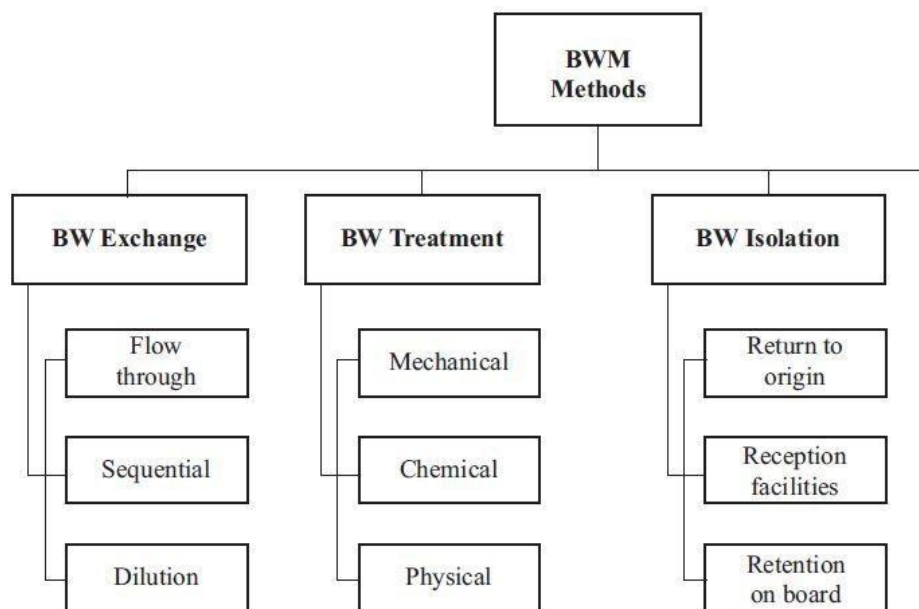 BWM
Methods
BW Exchange
BW Treatment
BW Isolation
Flow
through
Mechanical
Return to
origin
Sequential
Chemical
Reception
facilities
Dilution
Physical
Retention
on board